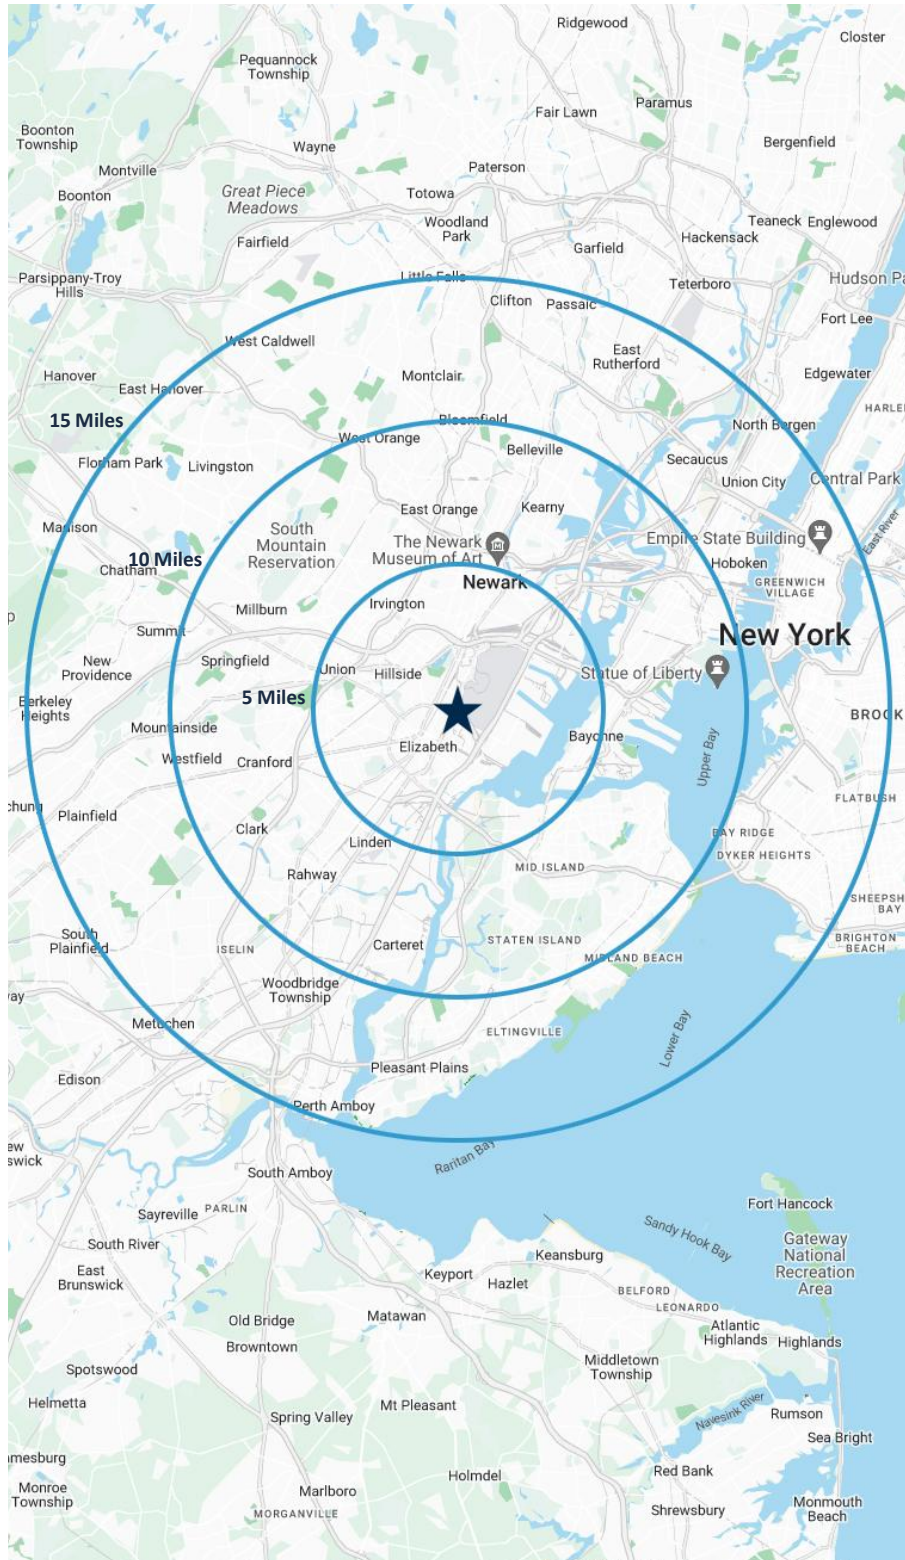 Ridgewood
Closter
Pequannock
Township
Paramus
Fair Lawn
Boonton
Township
Bergenfield
Wayne
Montville
Paterson
Boonton
Great Piece
Meadows
Totowa
Woodland
Park
Teaneck
Englewood
Hackensack
Fairfield
Garfield
Parsippany-Troy
Hills
Little Falls
Teterboro
Hudson Pa
Clifton
Passaic
Fort Lee
West Caldwell
East
Rutherford
Hanover
Montclair
Edgewater
East Hanover
HARLE
15 Miles
Bloomfield
North Bergen
West Orange
Belleville
Florham Park
Livingston
Secaucus
Union City
Central Park
East Orange
Kearny
Madison
South
Mountain
Reservation
The Newark
Museum of Art
Empire State Building
East River
10 Miles
Chatham
Hoboken
Newark
GREENWICH
VILLAGE
Irvington
Millburn
Summit
New York
New
Providence
Springfield
Union
Hillside
Statue of Liberty
5 Miles
Berkeley
Heights
Mountainside
BROOK
Elizabeth
Bayonne
Upper Bay
Westfield
Cranford
FLATBUSH
chung
Plainfield
Clark
Linden
BAY RIDGE
DYKER HEIGHTS
MID ISLAND
Rahway
SHEEPSH
BAY
South
Plainfield
ISELIN
Carteret
STATEN ISLAND
BRIGHTON
BEACH
MIDLAND BEACH
Woodbridge
Township
way
Metuchen
ELTINGVILLE
Lower Bay
Pleasant Plains
Edison
Perth Amboy
ew
swick
Raritan Bay
South Amboy
Fort Hancock
Sayreville
PARLIN
Sandy Hook Bay
South River
Gateway
National
Recreation
Area
Keansburg
East
Brunswick
Keyport
Hazlet
BELFORD
LEONARDO
Old Bridge
Matawan
Atlantic
Highlands
Highlands
Browntown
Middletown
Township
Spotswood
Helmetta
Mt Pleasant
Navesink River
Spring Valley
Rumson
Sea Bright
amesburg
Red Bank
Holmdel
Monroe
Township
Marlboro
Monmouth
Beach
Shrewsbury
MORGANVILLE